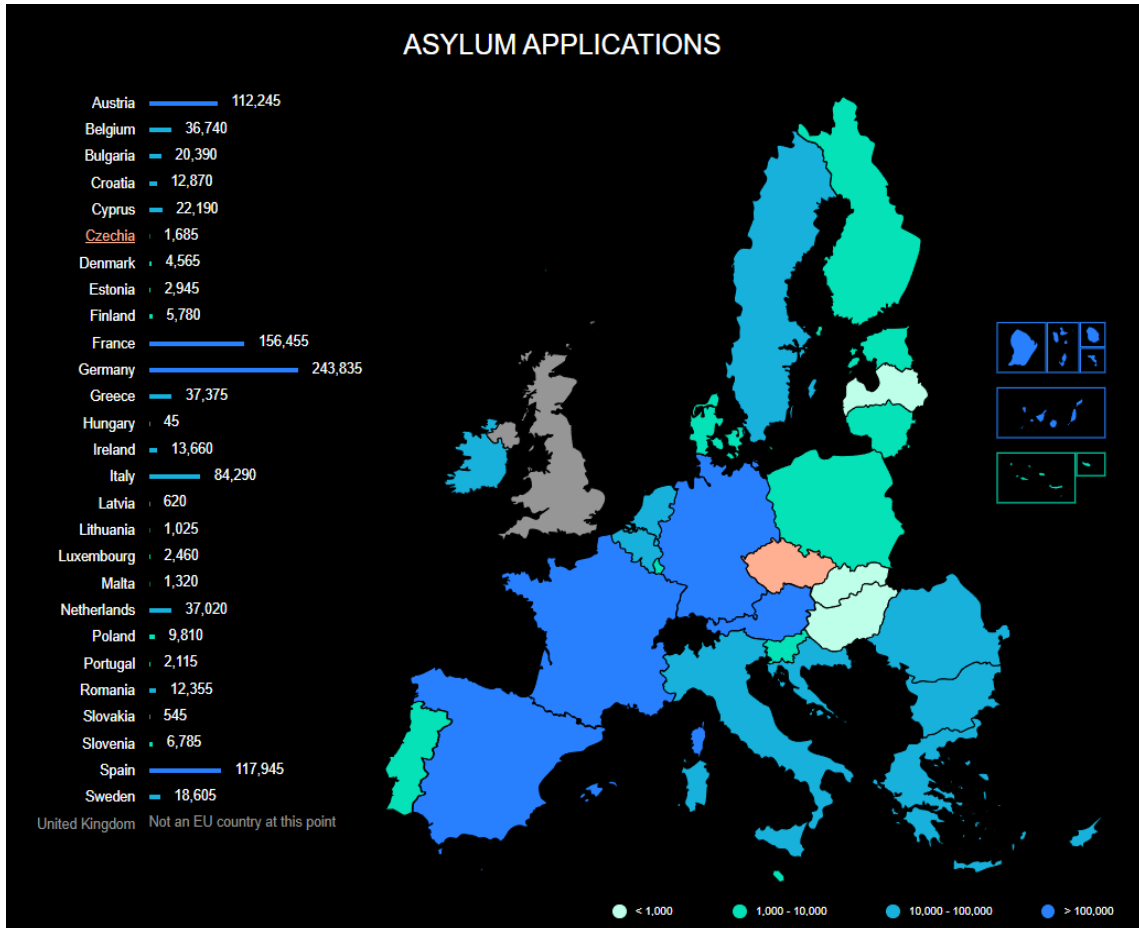 ASYLUM APPLICATIONS
Austria 112,245
Belgium 36,740
Bulgaria 20,390
Croatia 12,870
Cyprus 22,190
Czechia 1,685
Denmark 4,565
Estonia 2,945
Finland 5,780
France 156,455
Germany 243,835
Greece 37,375
Hungary 45
Ireland 13,660
Italy 84,290
Latvia 620
Lithuania 1,025
Luxembourg 2,460
Malta 1,320
Netherlands 37,020
Poland 9,810
Portugal 2,115
Romania 12,355
Slovakia 545
Slovenia 6,785
Spain 117,945
Sweden 18,605
United Kingdom Not an EU country at this point
< 1,000 1,000 - 10,000 10,000 - 100,000 > 100,000